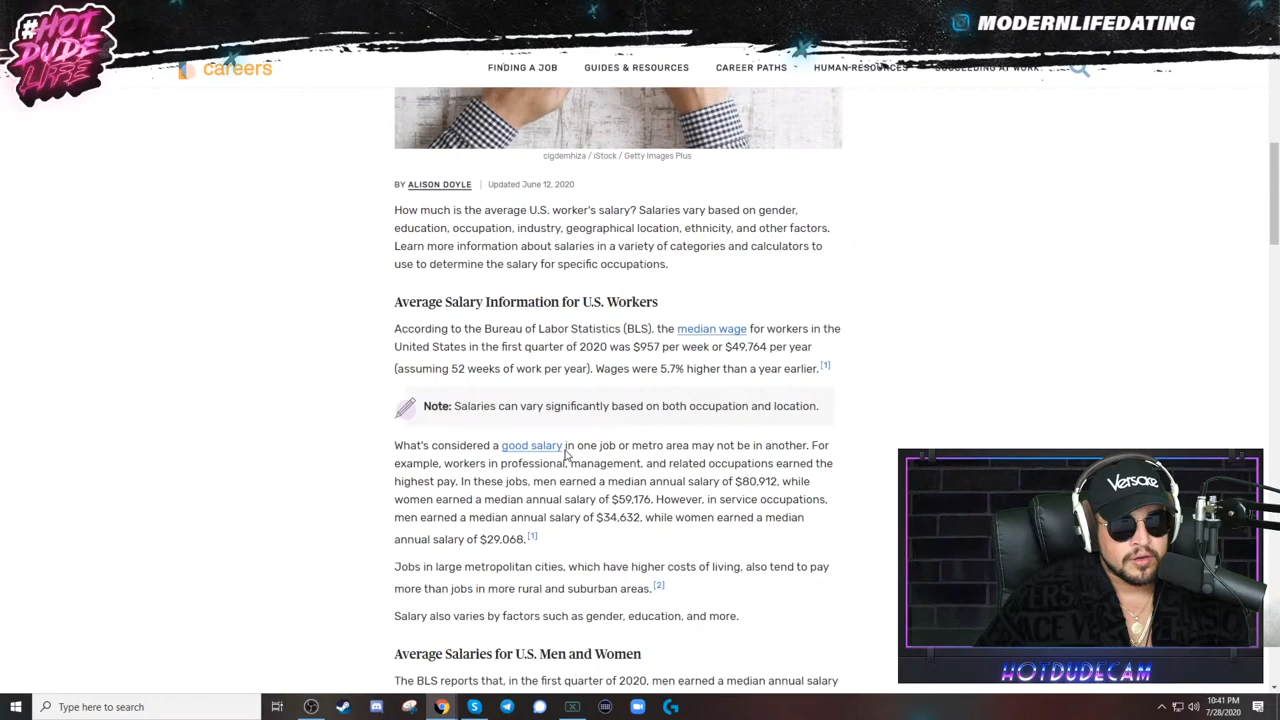 #HOT
DUDE
LIFE
MODERNLIFEDATING
careers
FINDING A JOB
GUIDES & RESOURCES
CAREER PATHS
HUMAN RESOURCES
SUCCEEDING AT WORK
cigdemhiza / iStock / Getty Images Plus
BY ALISON DOYLE | Updated June 12, 2020
How much is the average U.S. worker's salary? Salaries vary based on gender,
education, occupation, industry, geographical location, ethnicity, and other factors.
Learn more information about salaries in a variety of categories and calculators to
use to determine the salary for specific occupations.
Average Salary Information for U.S. Workers
According to the Bureau of Labor Statistics (BLS), the median wage for workers in the
United States in the first quarter of 2020 was $957 per week or $49,764 per year
(assuming 52 weeks of work per year). Wages were 5.7% higher than a year earlier. [1]
Note: Salaries can vary significantly based on both occupation and location.
What's considered a good salary in one job or metro area may not be in another. For
example, workers in professional, management, and related occupations earned the
highest pay. In these jobs, men earned a median annual salary of $80,912, while
women earned a median annual salary of $59,176. However, in service occupations,
men earned a median annual salary of $34,632, while women earned a median
annual salary of $29,068. [1]
Jobs in large metropolitan cities, which have higher costs of living, also tend to pay
more than jobs in more rural and suburban areas. [2]
Salary also varies by factors such as gender, education, and more.
Average Salaries for U.S. Men and Women
The BLS reports that, in the first quarter of 2020, men earned a median annual salary
Versace
HOTDUDECAM
Type here to search
10:41 PM
7/28/2020